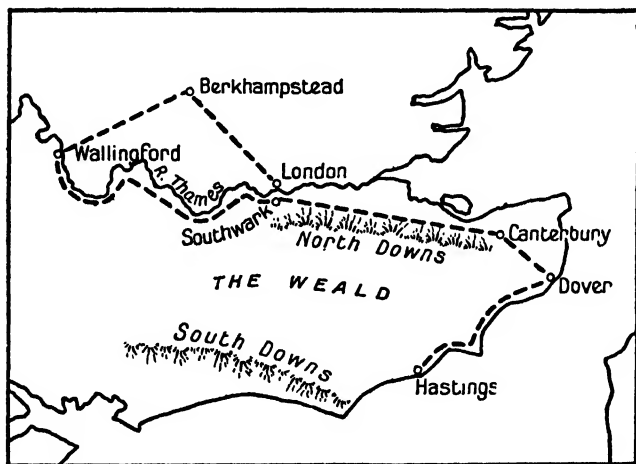 Berkhampstead
Wallingford
R. Thames
London
Southwark
North Downs
Canterbury
THE WEALD
Dover
South Downs
Hastings